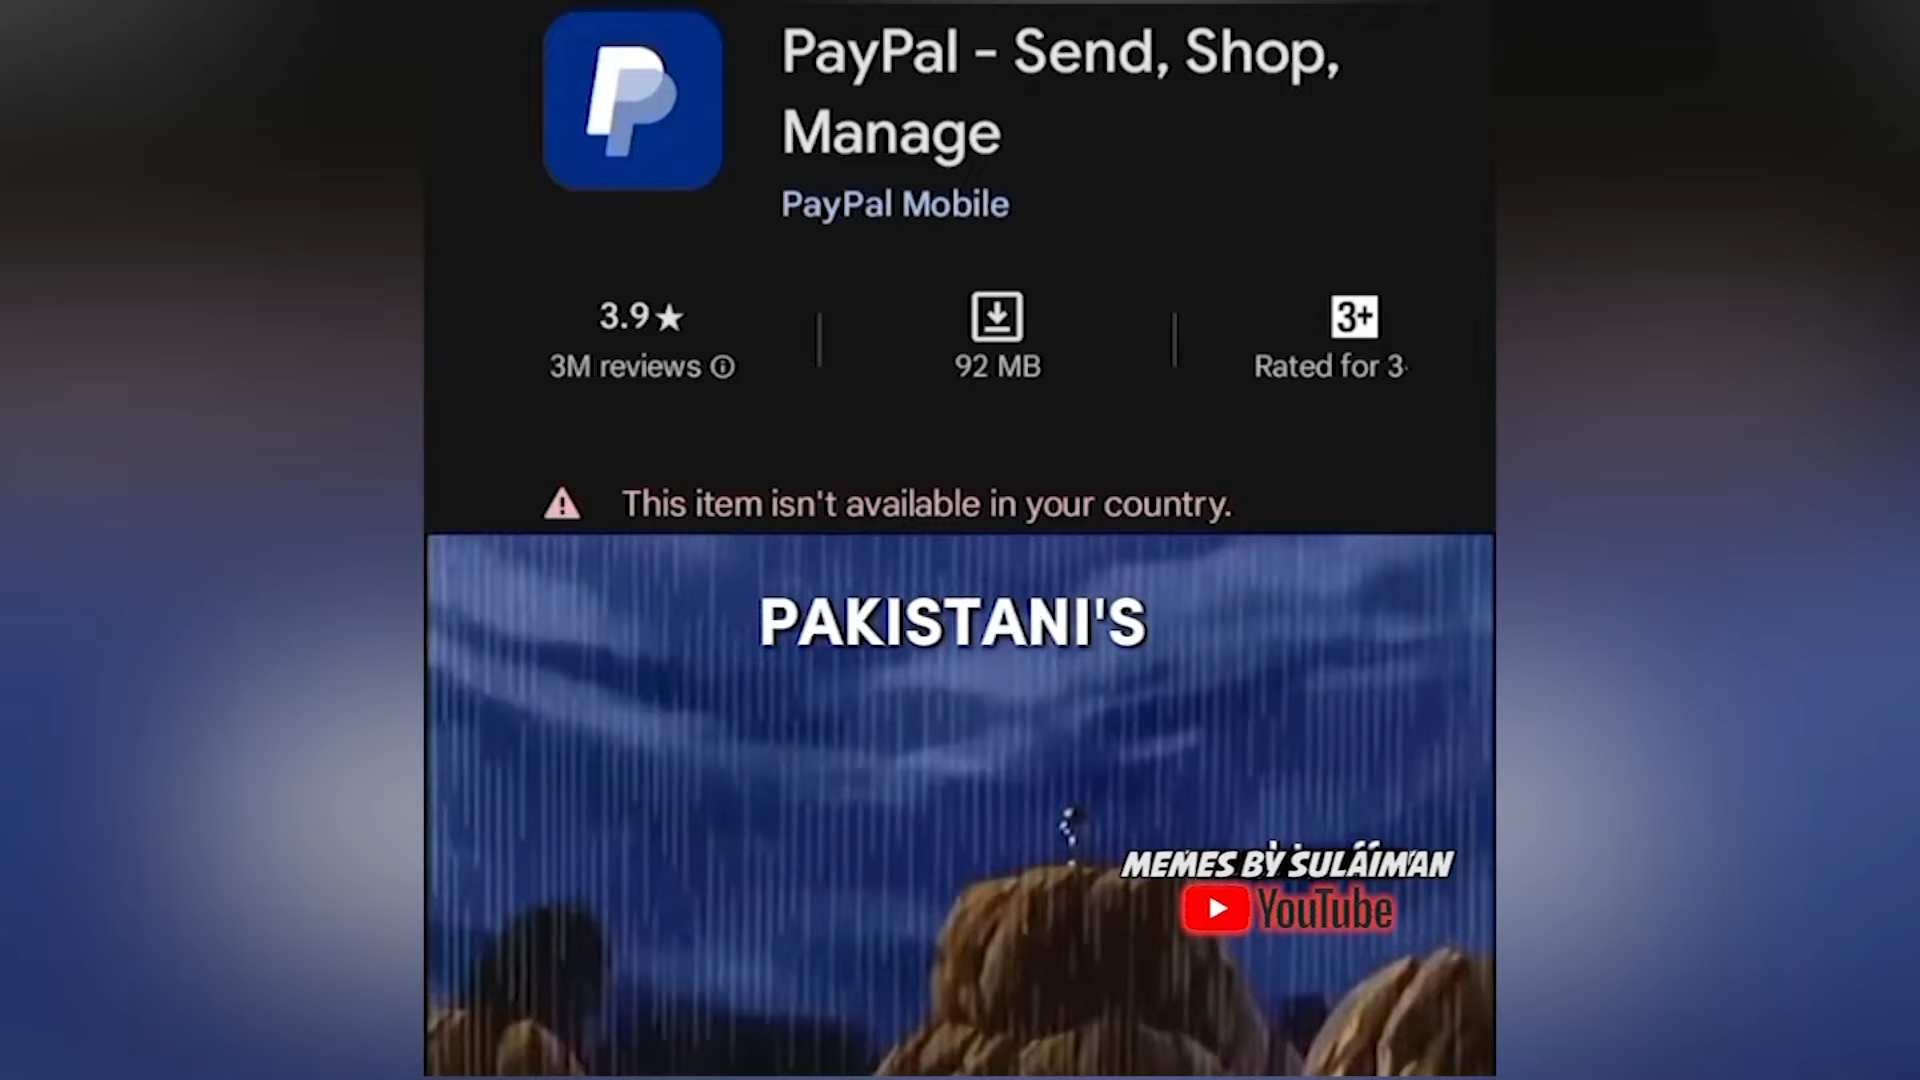 PayPal - Send, Shop,
Manage
PayPal Mobile
3.9★
3M reviews
92 MB
3+
Rated for 3
This item isn't available in your country.
PAKISTANI'S
MEMES BY SULAIMAN
YouTube